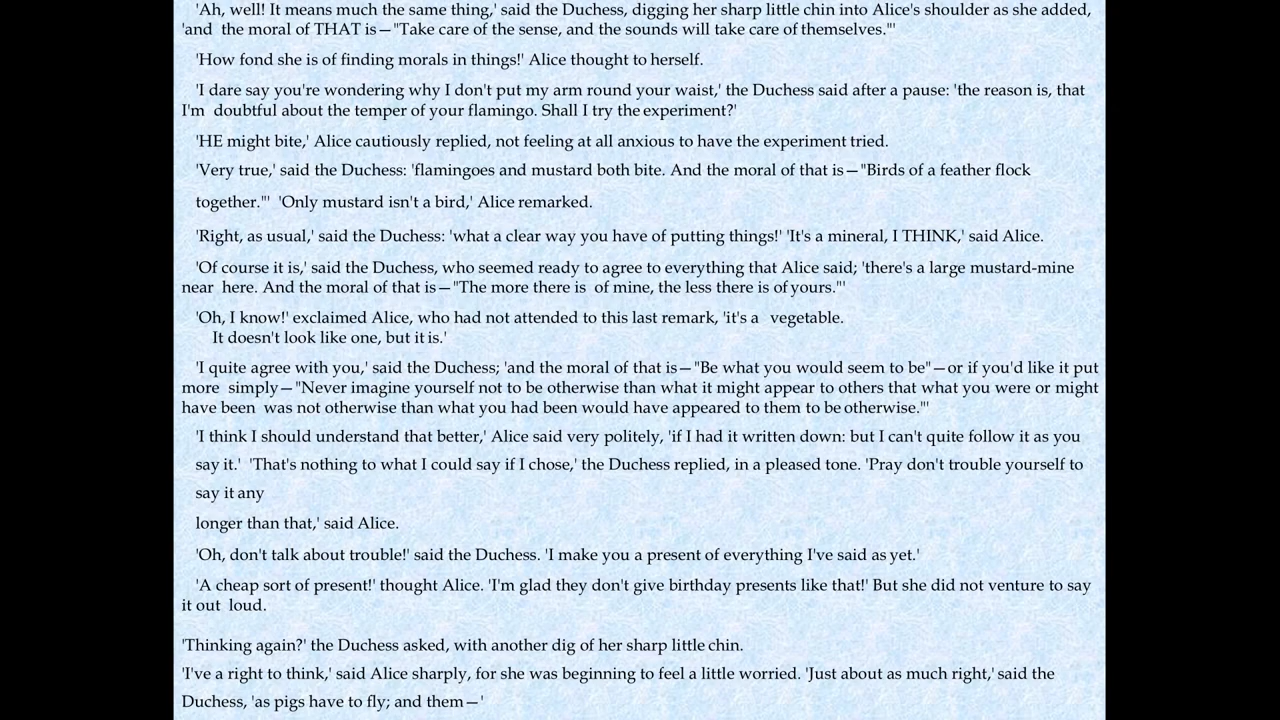 'Ah, well! It means much the same thing,' said the Duchess, digging her sharp little chin into Alice's shoulder as she added,
'and the moral of THAT is—"Take care of the sense, and the sounds will take care of themselves."'
'How fond she is of finding morals in things!' Alice thought to herself.
'I dare say you're wondering why I don't put my arm round your waist,' the Duchess said after a pause: 'the reason is, that
I'm doubtful about the temper of your flamingo. Shall I try the experiment?'
'HE might bite,' Alice cautiously replied, not feeling at all anxious to have the experiment tried.
'Very true,' said the Duchess: 'flamingoes and mustard both bite. And the moral of that is—"Birds of a feather flock
together."' 'Only mustard isn't a bird,' Alice remarked.
'Right, as usual,' said the Duchess: 'what a clear way you have of putting things!' 'It's a mineral, I THINK,' said Alice.
'Of course it is,' said the Duchess, who seemed ready to agree to everything that Alice said; 'there's a large mustard-mine
near here. And the moral of that is—"The more there is of mine, the less there is of yours."'
'Oh, I know!' exclaimed Alice, who had not attended to this last remark, 'it's a vegetable.
It doesn't look like one, but it is.'
'I quite agree with you,' said the Duchess; 'and the moral of that is—"Be what you would seem to be"—or if you'd like it put
more simply—"Never imagine yourself not to be otherwise than what it might appear to others that what you were or might
have been was not otherwise than what you had been would have appeared to them to be otherwise."'
'I think I should understand that better,' Alice said very politely, 'if I had it written down: but I can't quite follow it as you
say it.' 'That's nothing to what I could say if I chose,' the Duchess replied, in a pleased tone. 'Pray don't trouble yourself to
say it any
longer than that,' said Alice.
'Oh, don't talk about trouble!' said the Duchess. 'I make you a present of everything I've said as yet.'
'A cheap sort of present!' thought Alice. 'I'm glad they don't give birthday presents like that!' But she did not venture to say
it out loud.
'Thinking again?' the Duchess asked, with another dig of her sharp little chin.
'I've a right to think,' said Alice sharply, for she was beginning to feel a little worried. 'Just about as much right,' said the
Duchess, 'as pigs have to fly; and them—'